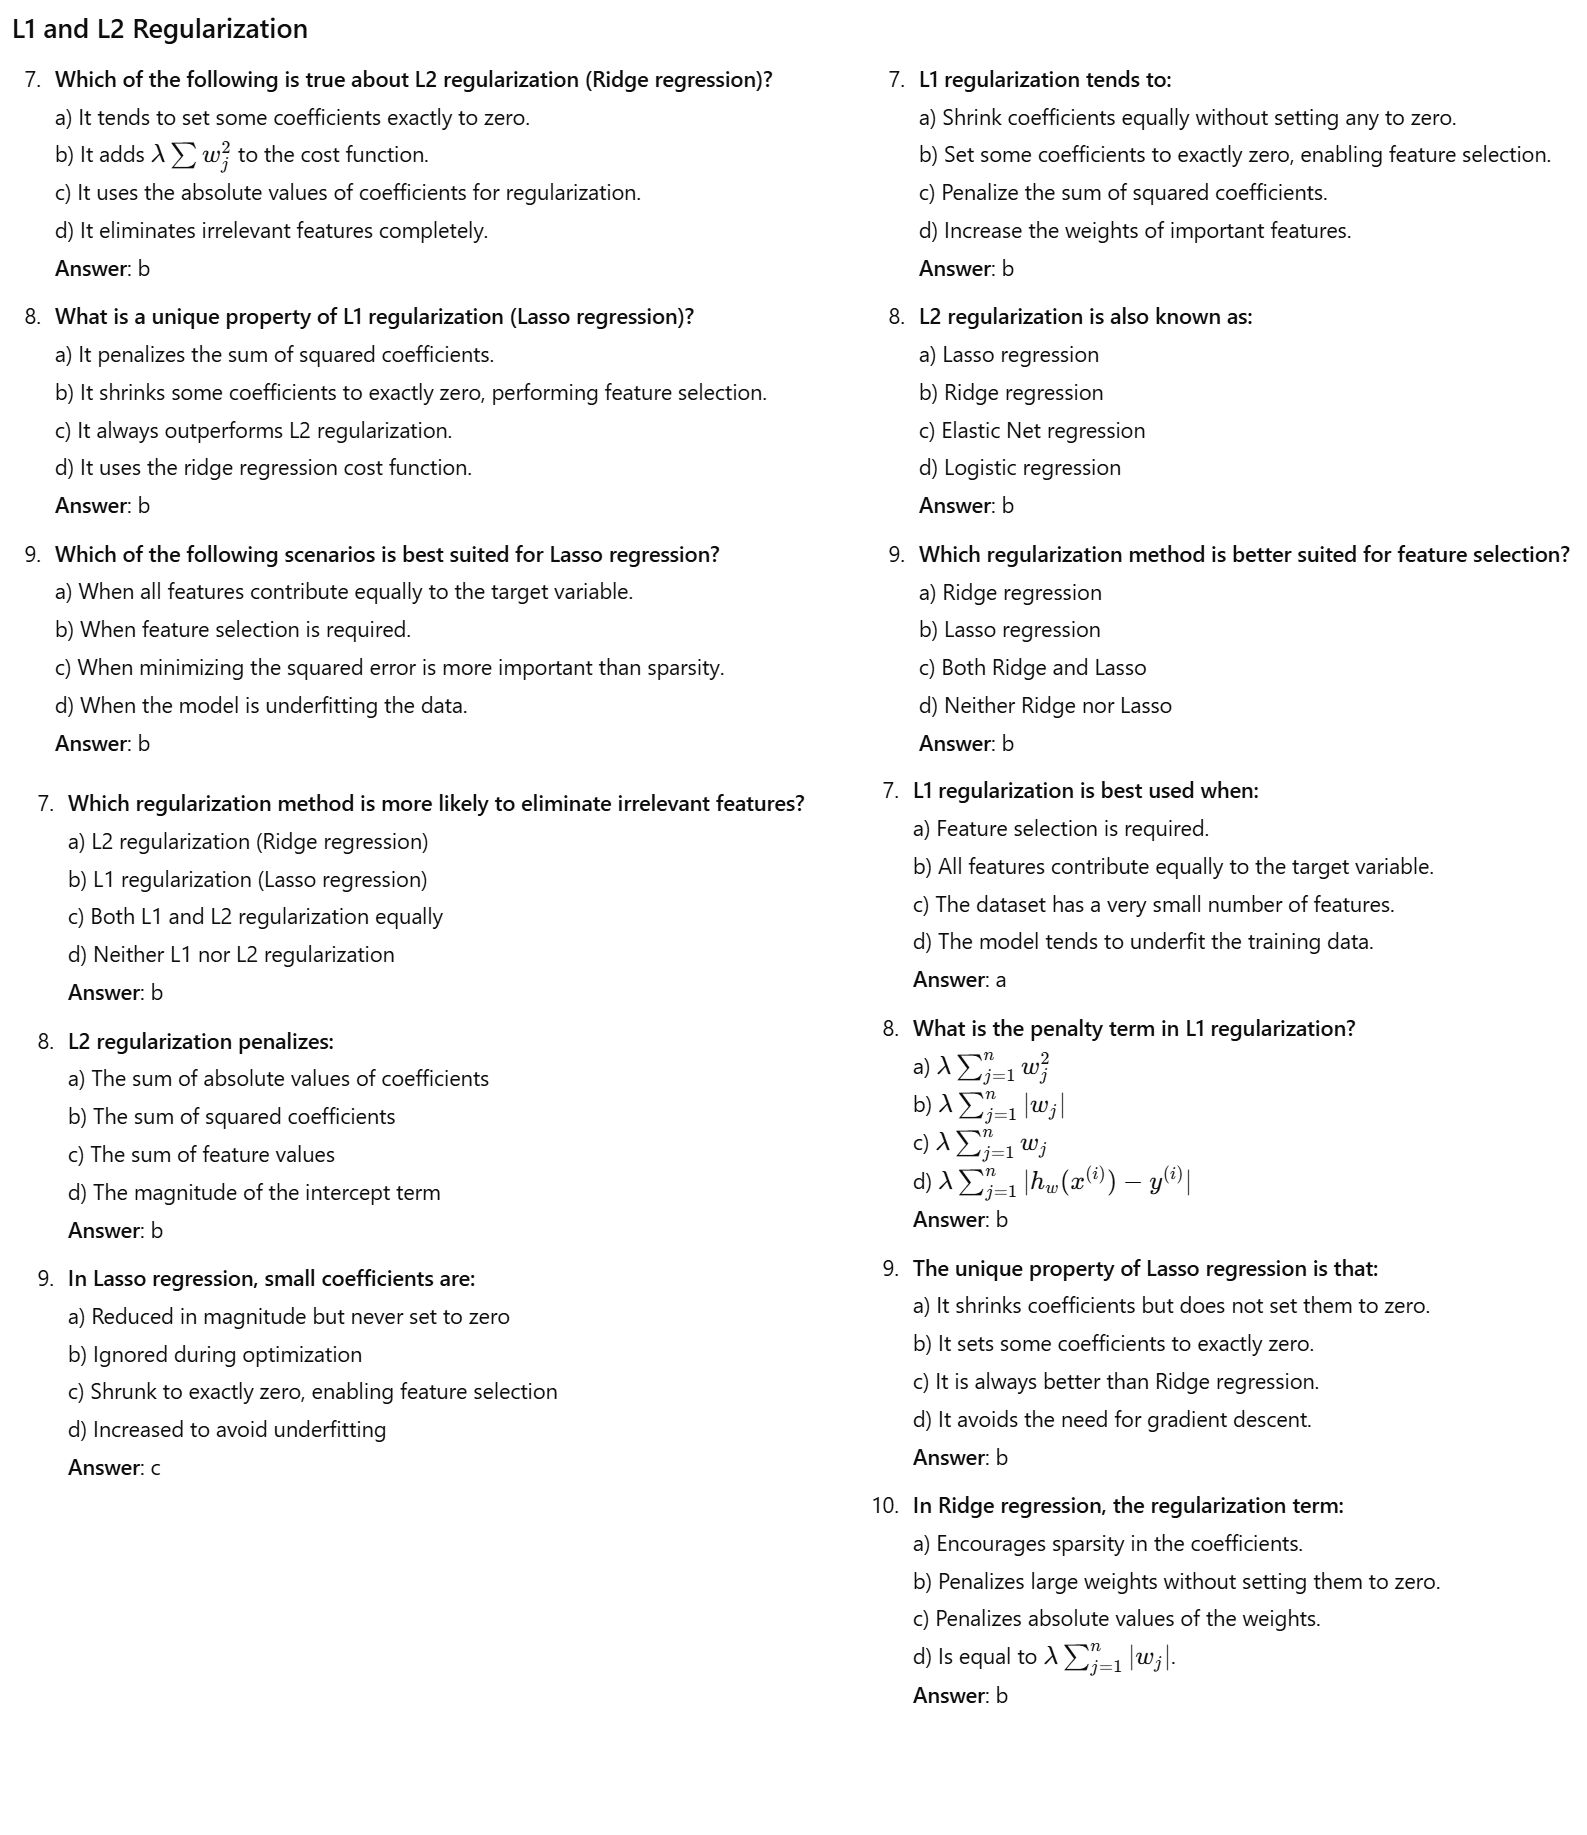 L1 and L2 Regularization
7. Which of the following is true about L2 regularization (Ridge regression)?
a) It tends to set some coefficients exactly to zero.
b) It adds λ ∑ w_j^2 to the cost function.
c) It uses the absolute values of coefficients for regularization.
d) It eliminates irrelevant features completely.
Answer: b
8. What is a unique property of L1 regularization (Lasso regression)?
a) It penalizes the sum of squared coefficients.
b) It shrinks some coefficients to exactly zero, performing feature selection.
c) It always outperforms L2 regularization.
d) It uses the ridge regression cost function.
Answer: b
9. Which of the following scenarios is best suited for Lasso regression?
a) When all features contribute equally to the target variable.
b) When feature selection is required.
c) When minimizing the squared error is more important than sparsity.
d) When the model is underfitting the data.
Answer: b
7. Which regularization method is more likely to eliminate irrelevant features?
a) L2 regularization (Ridge regression)
b) L1 regularization (Lasso regression)
c) Both L1 and L2 regularization equally
d) Neither L1 nor L2 regularization
Answer: b
8. L2 regularization penalizes:
a) The sum of absolute values of coefficients
b) The sum of squared coefficients
c) The sum of feature values
d) The magnitude of the intercept term
Answer: b
9. In Lasso regression, small coefficients are:
a) Reduced in magnitude but never set to zero
b) Ignored during optimization
c) Shrunk to exactly zero, enabling feature selection
d) Increased to avoid underfitting
Answer: c
7. L1 regularization tends to:
a) Shrink coefficients equally without setting any to zero.
b) Set some coefficients to exactly zero, enabling feature selection.
c) Penalize the sum of squared coefficients.
d) Increase the weights of important features.
Answer: b
8. L2 regularization is also known as:
a) Lasso regression
b) Ridge regression
c) Elastic Net regression
d) Logistic regression
Answer: b
9. Which regularization method is better suited for feature selection?
a) Ridge regression
b) Lasso regression
c) Both Ridge and Lasso
d) Neither Ridge nor Lasso
Answer: b
7. L1 regularization is best used when:
a) Feature selection is required.
b) All features contribute equally to the target variable.
c) The dataset has a very small number of features.
d) The model tends to underfit the training data.
Answer: a
8. What is the penalty term in L1 regularization?
a) λ ∑_{j=1}^n w_j^2
b) λ ∑_{j=1}^n |w_j|
c) λ ∑_{j=1}^n w_j
d) λ ∑_{j=1}^n |h_w(x^{(i)}) − y^{(i)}|
Answer: b
9. The unique property of Lasso regression is that:
a) It shrinks coefficients but does not set them to zero.
b) It sets some coefficients to exactly zero.
c) It is always better than Ridge regression.
d) It avoids the need for gradient descent.
Answer: b
10. In Ridge regression, the regularization term:
a) Encourages sparsity in the coefficients.
b) Penalizes large weights without setting them to zero.
c) Penalizes absolute values of the weights.
d) Is equal to λ ∑_{j=1}^n |w_j|.
Answer: b